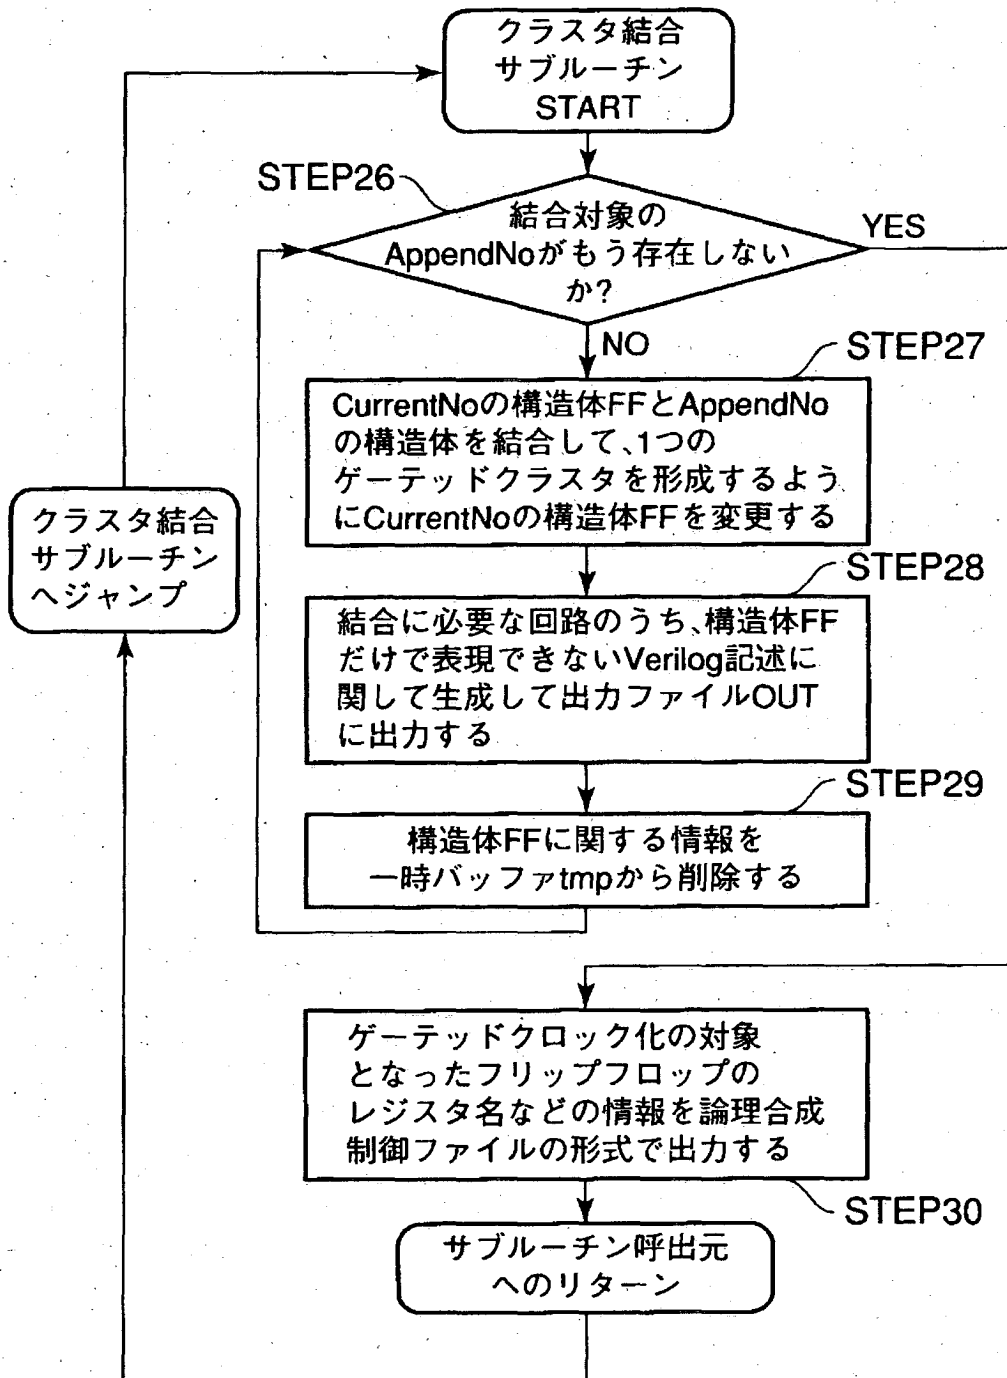 クラスタ結合
サブルーチン
START
STEP26
結合対象の
AppendNoがもう存在しない
か?
YES
NO
STEP27
CurrentNoの構造体FFとAppendNo
の構造体を結合して、1つの
ゲーテッドクラスタを形成するよう
にCurrentNoの構造体FFを変更する
クラスタ結合
サブルーチン
へジャンプ
STEP28
結合に必要な回路のうち、構造体FF
だけで表現できないVerilog記述に
関して生成して出力ファイルOUT
に出力する
STEP29
構造体FFに関する情報を
一時バッファtmpから削除する
ゲーテッドクロック化の対象
となったフリップフロップの
レジスタ名などの情報を論理合成
制御ファイルの形式で出力する
STEP30
サブルーチン呼出元
へのリターン